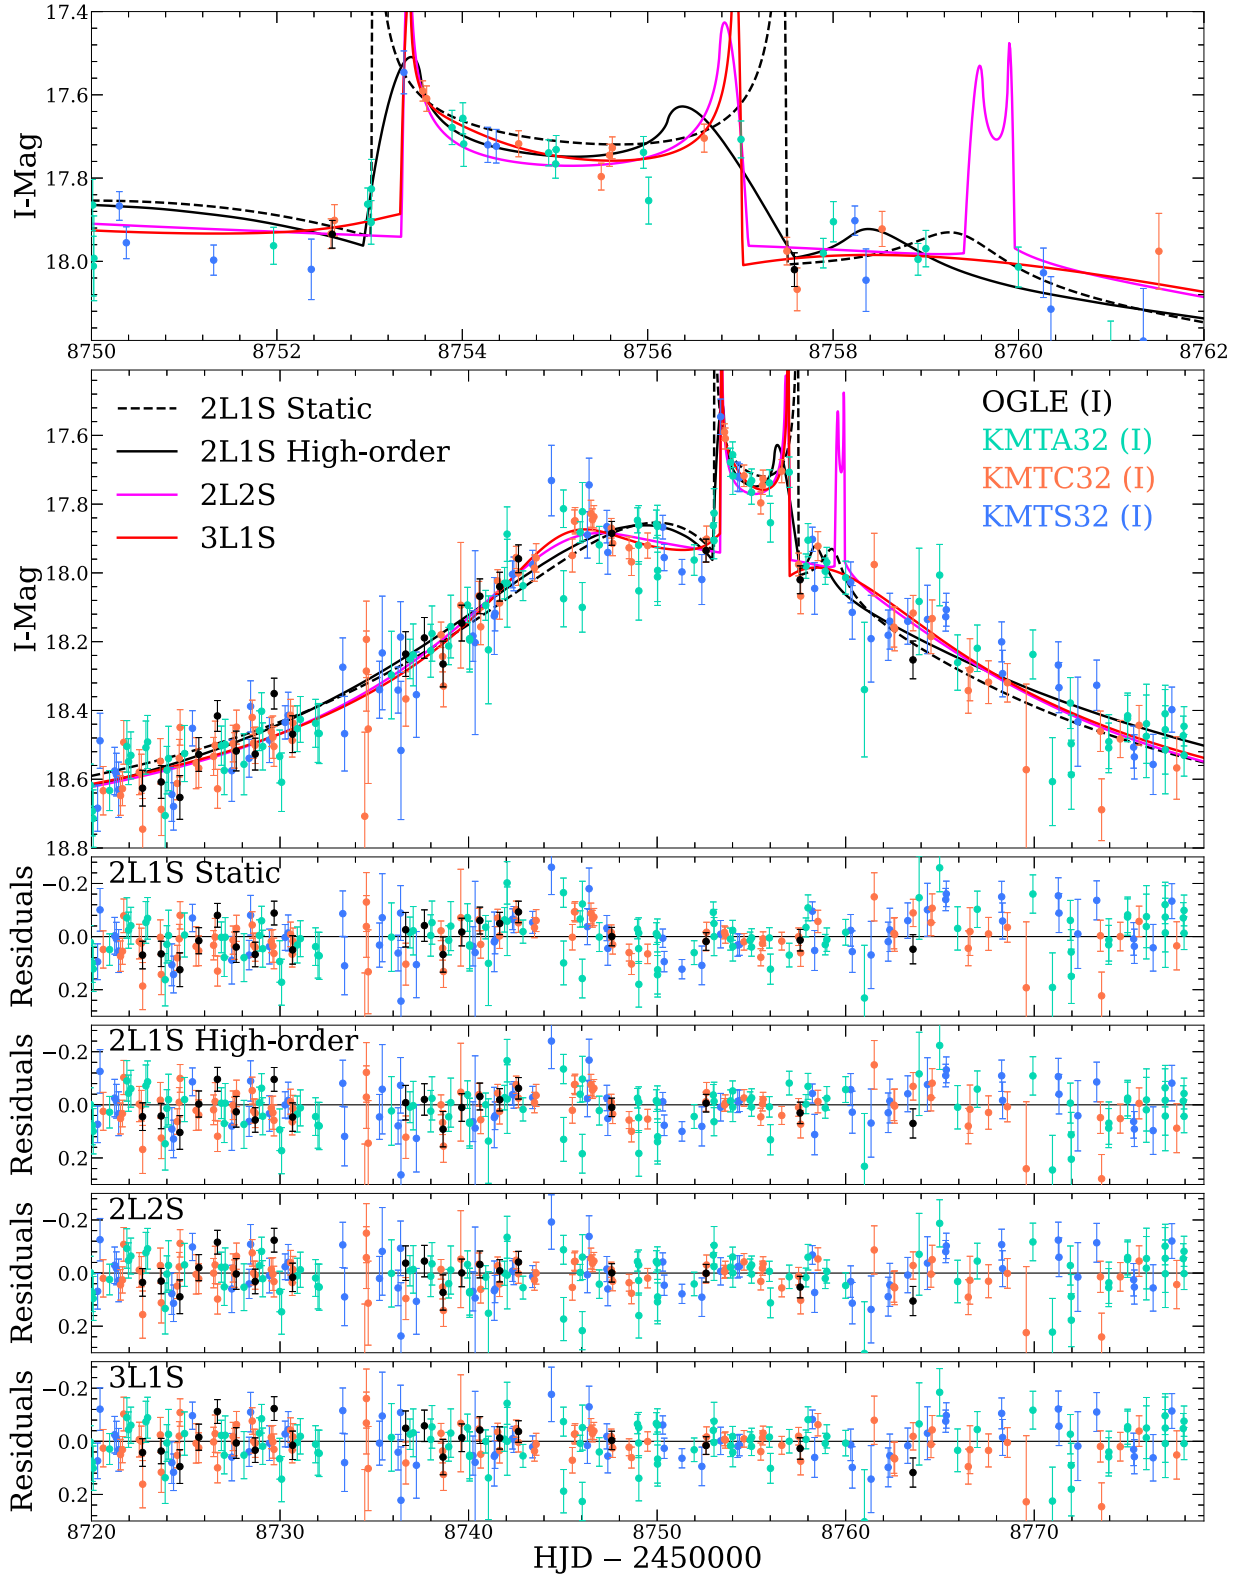 17.4
17.6
17.8
18.0
I-Mag
8750 8752 8754 8756 8758 8760 8762
2L1S Static
2L1S High-order
2L2S
3L1S
OGLE (I)
KMTA32 (I)
KMTC32 (I)
KMTS32 (I)
17.6
17.8
18.0
18.2
18.4
18.6
18.8
I-Mag
2L1S Static
−0.2
0.0
0.2
Residuals
2L1S High-order
−0.2
0.0
0.2
Residuals
2L2S
−0.2
0.0
0.2
Residuals
3L1S
−0.2
0.0
0.2
Residuals
8720 8730 8740 8750 8760 8770
HJD − 2450000